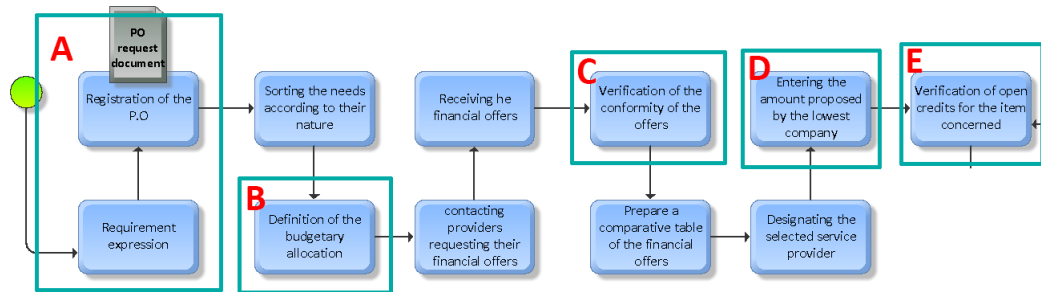 A
PO
request
document
Registration of the
P.O
Requirement
expression
Sorting the needs
according to their
nature
B
Definition of the
budgetary
allocation
Receiving he
financial offers
contacting
providers
requesting their
financial offers
C
Verification of the
conformity of the
offers
Prepare a
comparative table
of the financial
offers
D
Entering the
amount proposed
by the lowest
company
Designating the
selected service
provider
E
Verification of open
credits for the item
concerned